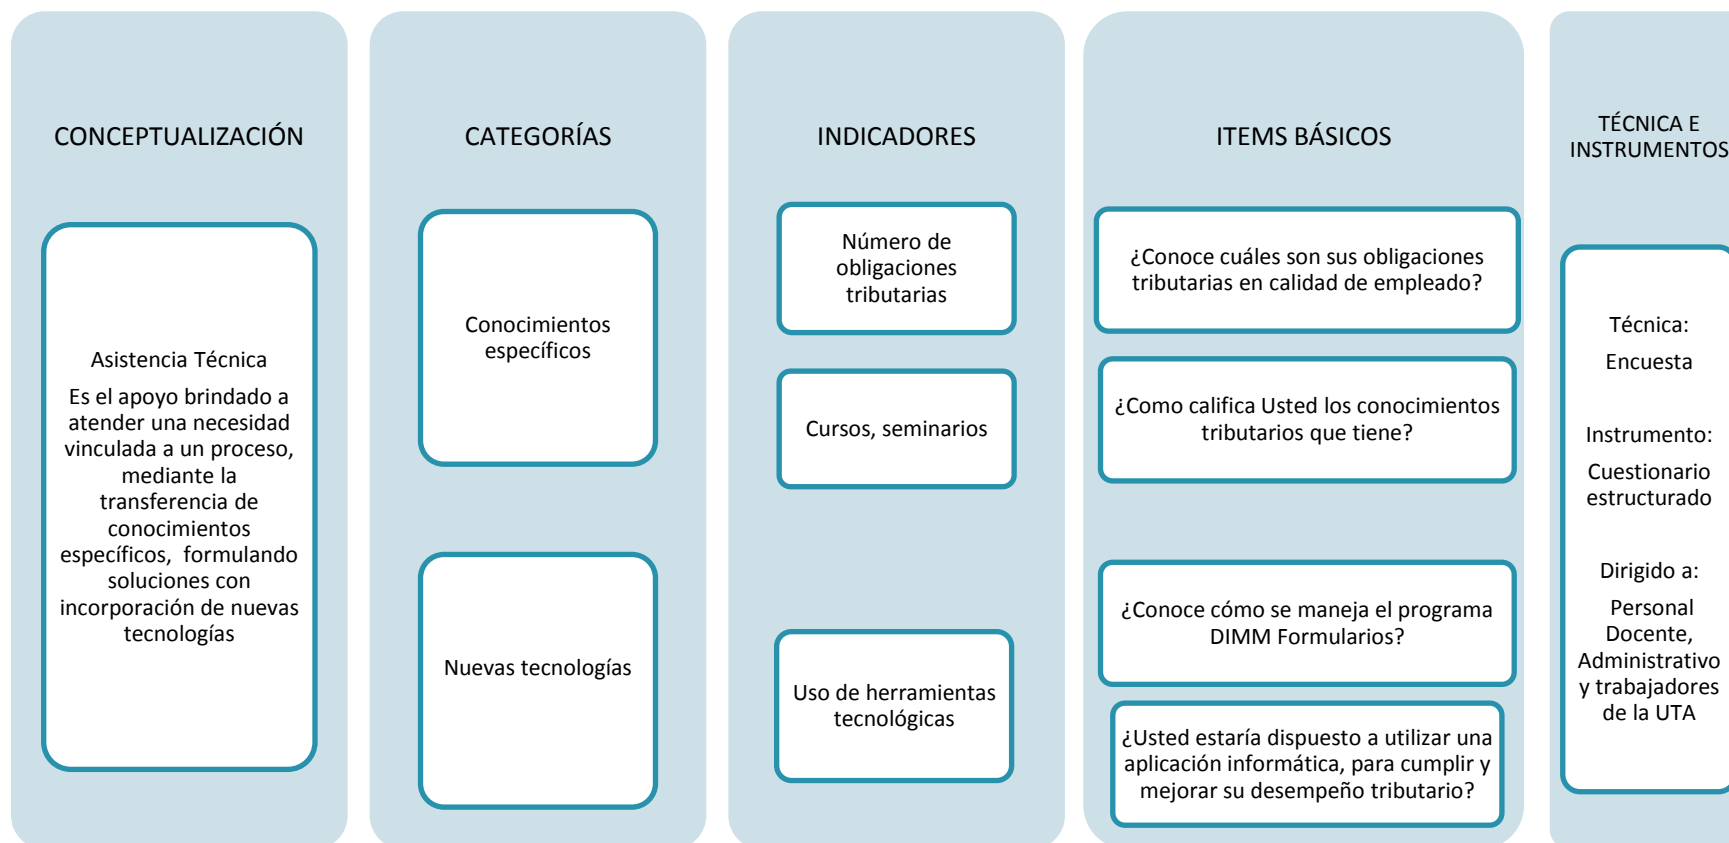 CONCEPTUALIZACIÓN
Asistencia Técnica
Es el apoyo brindado a
atender una necesidad
vinculada a un proceso,
mediante la
transferencia de
conocimientos
específicos, formulando
soluciones con
incorporación de nuevas
tecnologías
CATEGORÍAS
Conocimientos
específicos
Nuevas tecnologías
INDICADORES
Número de
obligaciones
tributarias
Cursos, seminarios
Uso de herramientas
tecnológicas
ITEMS BÁSICOS
¿Conoce cuáles son sus obligaciones
tributarias en calidad de empleado?
¿Como califica Usted los conocimientos
tributarios que tiene?
¿Conoce cómo se maneja el programa
DIMM Formularios?
¿Usted estaría dispuesto a utilizar una
aplicación informática, para cumplir y
mejorar su desempeño tributario?
TÉCNICA E
INSTRUMENTOS
Técnica:
Encuesta
Instrumento:
Cuestionario
estructurado
Dirigido a:
Personal
Docente,
Administrativo
y trabajadores
de la UTA